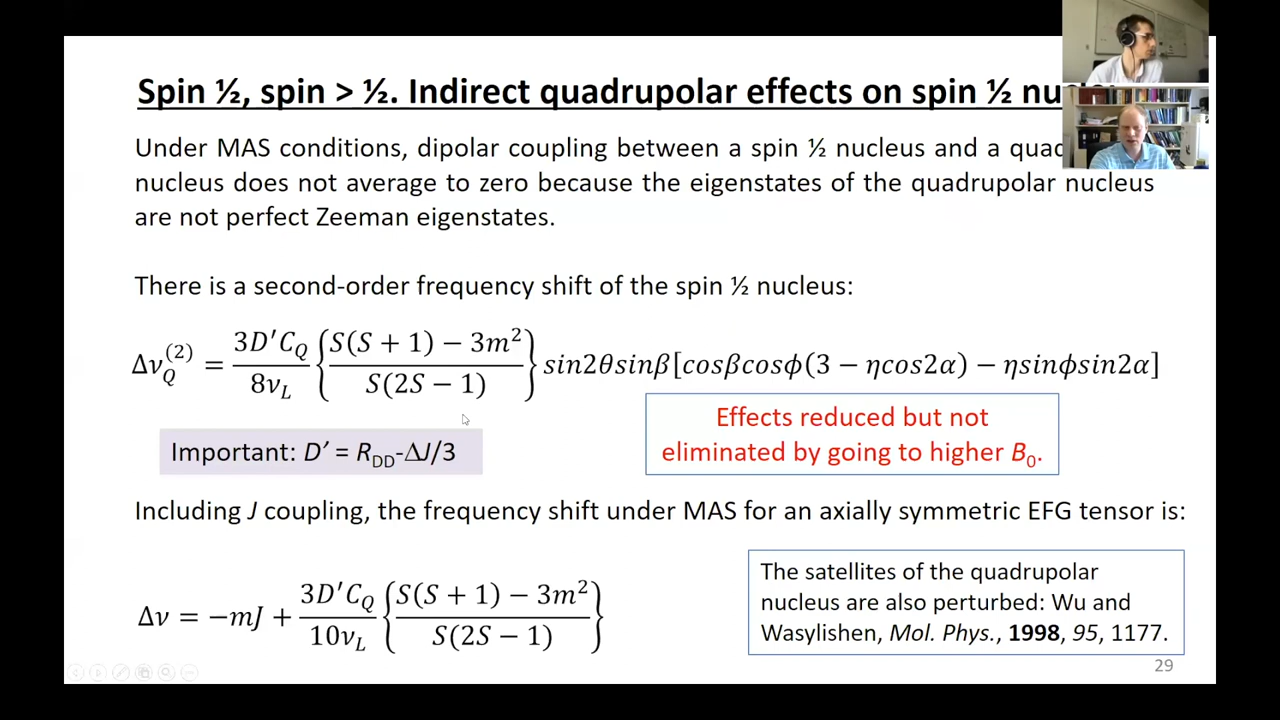 Spin ½, spin > ½. Indirect quadrupolar effects on spin ½
Under MAS conditions, dipolar coupling between a spin ½ nucleus and a
nucleus does not average to zero because the eigenstates of the quadrupolar nucleus
are not perfect Zeeman eigenstates.
There is a second-order frequency shift of the spin ½ nucleus:
Δν_Q^(2) = 3D′C_Q/8ν_L {S(S + 1) − 3m²/S(2S − 1)} sin2θsinβ[cosβcosϕ(3 − ηcos2α) − ηsinϕsin2α]
Effects reduced but not
eliminated by going to higher B₀.
Important: D′ = R_DD-ΔJ/3
Including J coupling, the frequency shift under MAS for an axially symmetric EFG tensor is:
Δν = −mJ + 3D′C_Q/10ν_L {S(S + 1) − 3m²/S(2S − 1)}
The satellites of the quadrupolar
nucleus are also perturbed: Wu and
Wasylishen, Mol. Phys., 1998, 95, 1177.
29